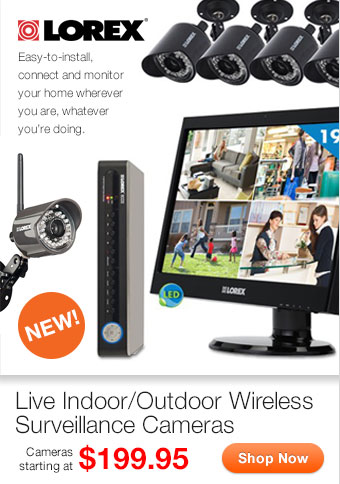 LOREX®
Easy-to-install,
connect and monitor
your home wherever
you are, whatever
you're doing.
19
LOREX
LED
LOREX
NEW!
Live Indoor/Outdoor Wireless
Surveillance Cameras
Cameras
starting at $199.95
Shop Now